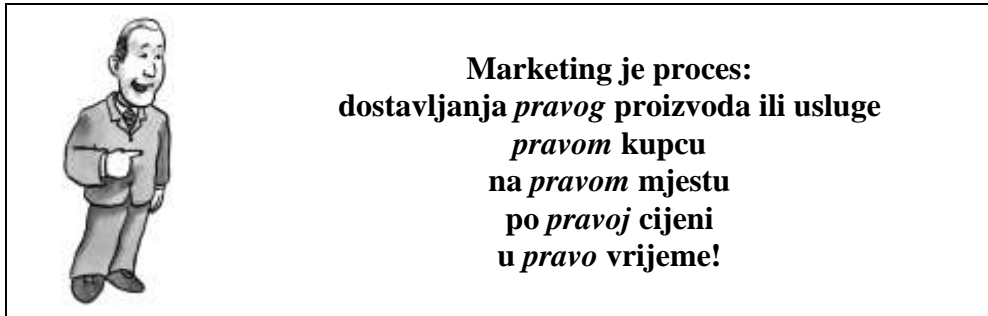 Marketing je proces:
dostavljanja pravog proizvoda ili usluge
pravom kupcu
na pravom mjestu
po pravoj cijeni
u pravo vrijeme!